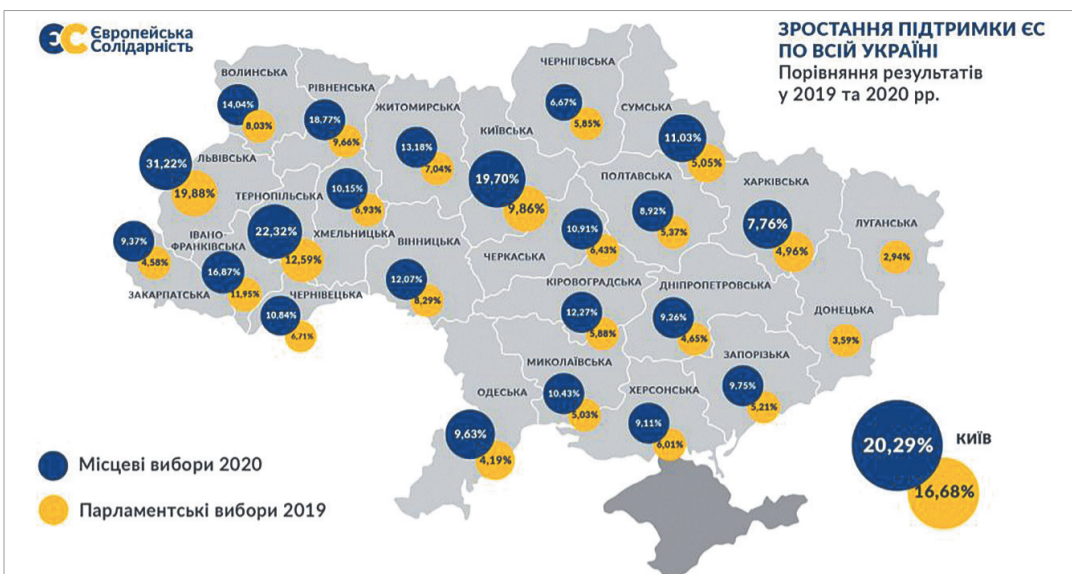 ЄС Європейська
Солідарність
ЗРОСТАННЯ ПІДТРИМКИ ЄС
ПО ВСІЙ УКРАЇНІ
Порівняння результатів
у 2019 та 2020 рр.
ВОЛИНСЬКА
14,04%
8,03%
РІВНЕНСЬКА
18,77%
9,66%
ЖИТОМИРСЬКА
13,18%
7,04%
КИЇВСЬКА
19,70%
9,86%
ЧЕРНІГІВСЬКА
6,67%
5,85%
СУМСЬКА
11,03%
5,05%
ЛЬВІВСЬКА
31,22%
19,88%
ТЕРНОПІЛЬСЬКА
22,32%
12,59%
ХМЕЛЬНИЦЬКА
10,15%
6,93%
ВІННИЦЬКА
12,07%
8,29%
ЧЕРКАСЬКА
10,91%
6,43%
ПОЛТАВСЬКА
8,92%
5,37%
ХАРКІВСЬКА
7,76%
4,96%
ЛУГАНСЬКА
2,94%
ЗАКАРПАТСЬКА
9,37%
4,58%
ІВАНО-
ФРАНКІВСЬКА
16,87%
11,95%
ЧЕРНІВЕЦЬКА
10,84%
6,71%
КІРОВОГРАДСЬКА
12,27%
5,88%
ДНІПРОПЕТРОВСЬКА
9,26%
4,65%
ДОНЕЦЬКА
3,59%
ОДЕСЬКА
9,63%
4,19%
МИКОЛАЇВСЬКА
10,43%
5,03%
ХЕРСОНСЬКА
9,11%
6,01%
ЗАПОРІЗЬКА
9,75%
5,21%
КИЇВ
20,29%
16,68%
Місцеві вибори 2020
Парламентські вибори 2019